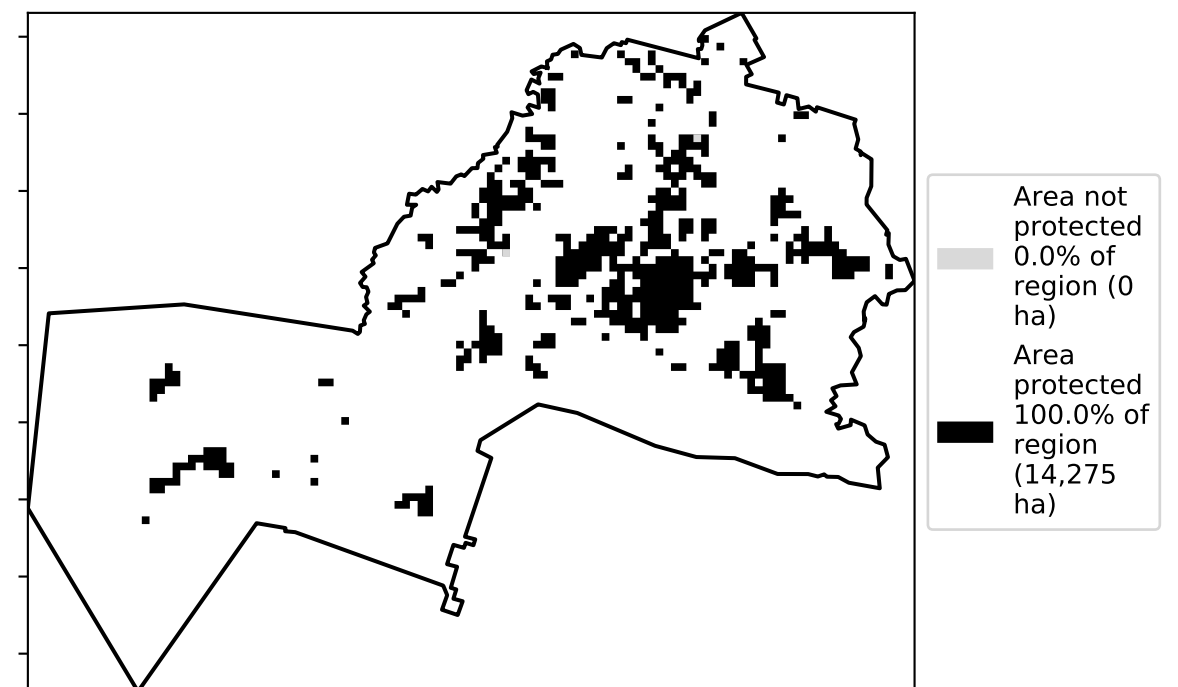 Area not
protected
0.0% of
region (0
ha)
Area
protected
100.0% of
region
(14,275
ha)